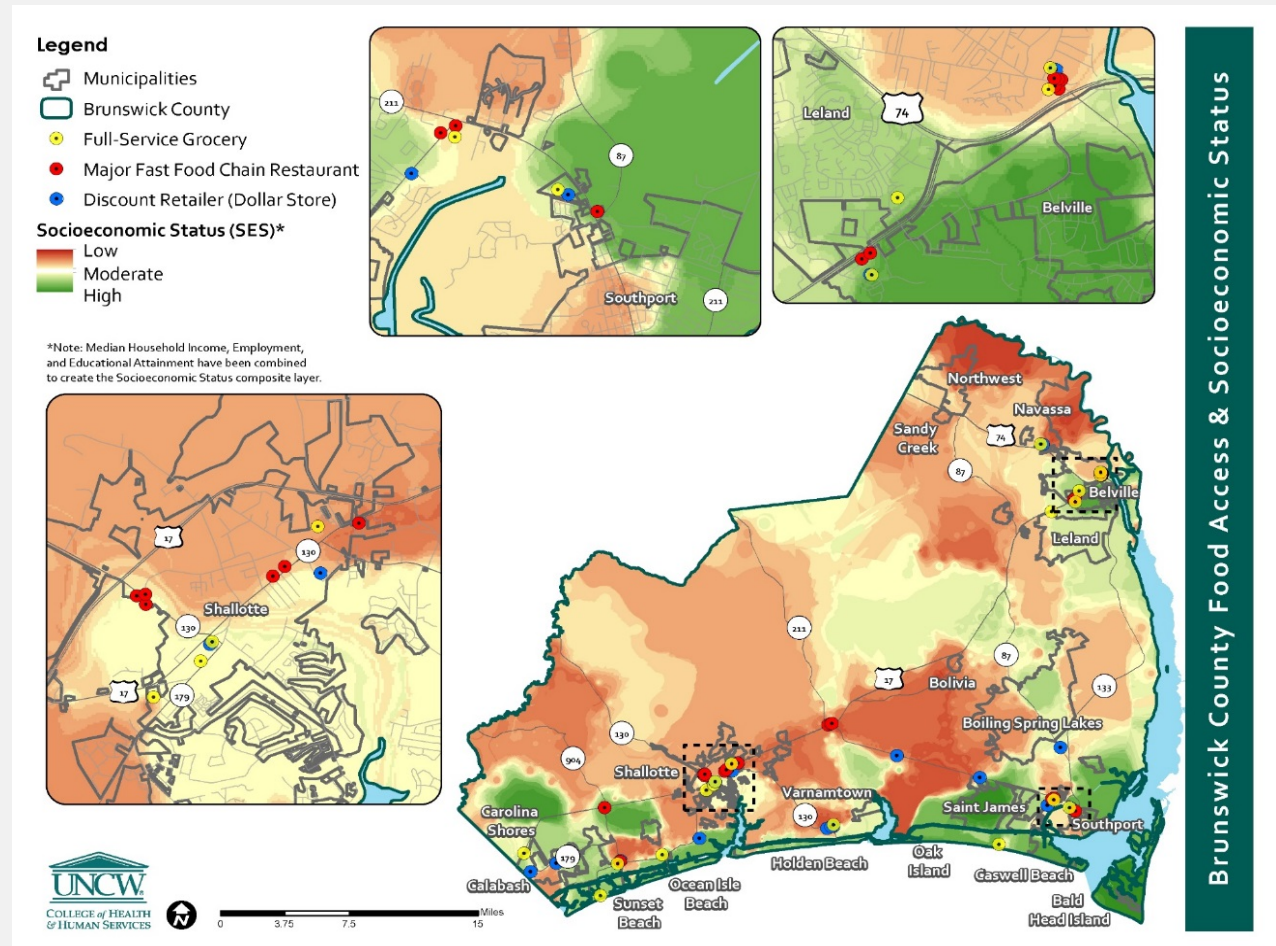 Legend
Municipalities
Brunswick County
Full-Service Grocery
Major Fast Food Chain Restaurant
Discount Retailer (Dollar Store)
Socioeconomic Status (SES)*
Low
Moderate
High
*Note: Median Household Income, Employment,
and Educational Attainment have been combined
to create the Socioeconomic Status composite layer.
211
87
Southport
211
Leland
74
Belville
17
130
Shallotte
130
17
179
Northwest
Navassa
Sandy
Creek
74
87
Belville
Leland
211
87
17
Bolivia
133
Boiling Spring Lakes
130
904
Shallotte
Varnamtown
130
Saint James
Southport
Carolina
Shores
179
Calabash
Sunset
Beach
Ocean Isle
Beach
Holden Beach
Oak
Island
Caswell Beach
Bald
Head Island
UNCW
COLLEGE of HEALTH
& HUMAN SERVICES
N
Miles
0 3.75 7.5 15
Brunswick County Food Access & Socioeconomic Status